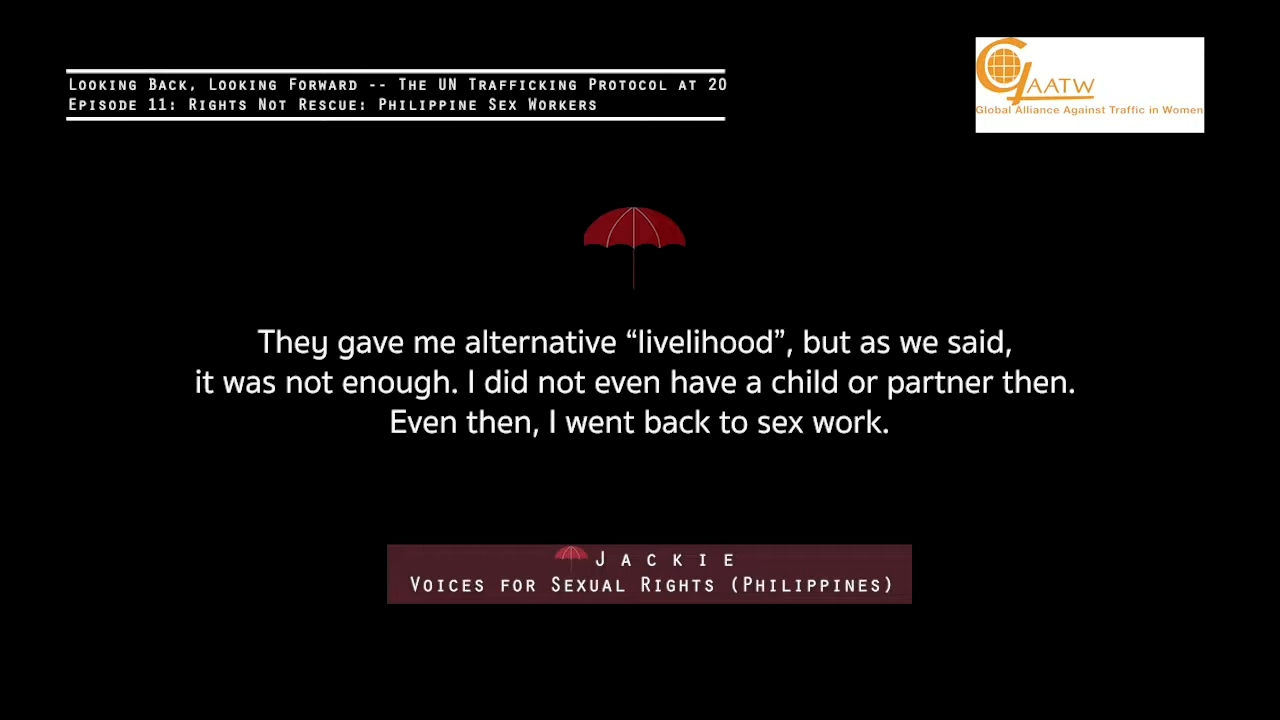 Looking Back, Looking Forward -- The UN Trafficking Protocol at 20
Episode 11: Rights Not Rescue: Philippine Sex Workers
GAATW
Global Alliance Against Traffic in Women
They gave me alternative “livelihood”, but as we said,
it was not enough. I did not even have a child or partner then.
Even then, I went back to sex work.
Jackie
Voices for Sexual Rights (Philippines)